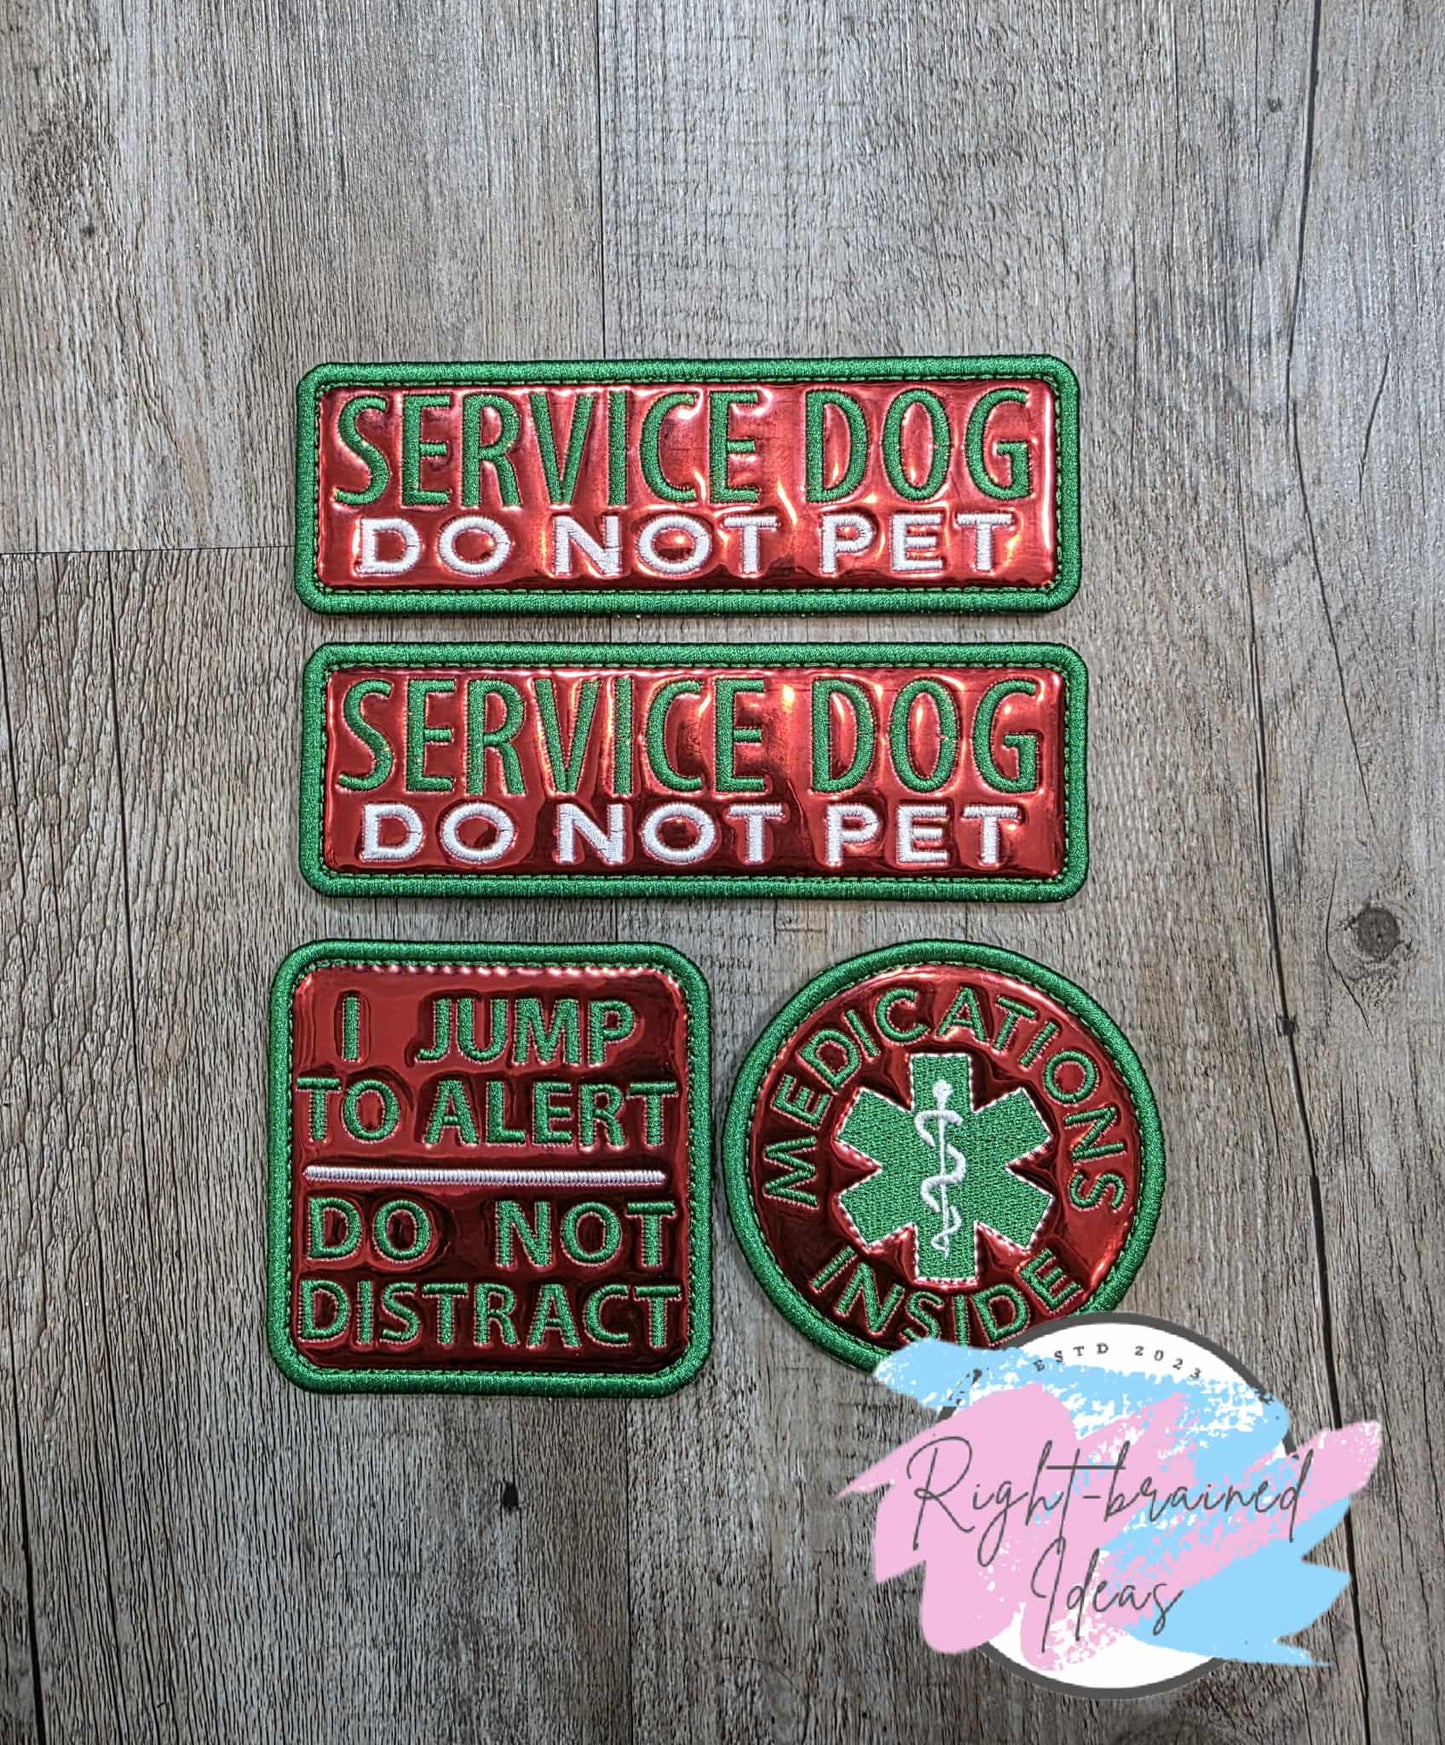 SERVICE DOG
DO NOT PET
SERVICE DOG
DO NOT PET
I JUMP
TO ALERT
DO NOT
DISTRACT
MEDICATIONS
INSIDE
ESTD 2023
Right-brained
Ideas